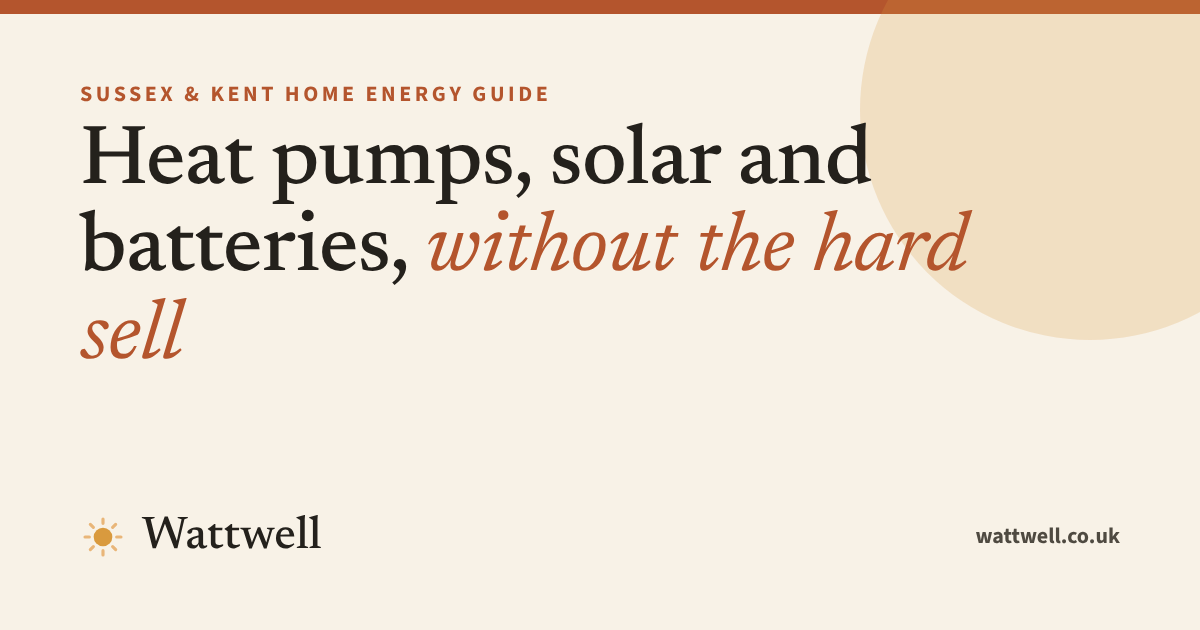 SUSSEX & KENT HOME ENERGY GUIDE
Heat pumps, solar and
batteries, without the hard
sell
Wattwell
wattwell.co.uk